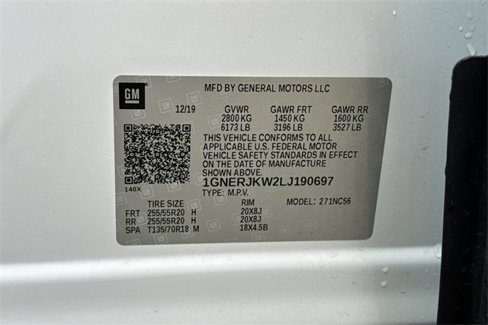 GM
MFD BY GENERAL MOTORS LLC
12/19 GVWR GAWR FRT GAWR RR
2800 KG 1450 KG 1600 KG
6173 LB 3196 LB 3527 LB
THIS VEHICLE CONFORMS TO ALL
APPLICABLE U.S. FEDERAL MOTOR
VEHICLE SAFETY STANDARDS IN EFFECT
ON THE DATE OF MANUFACTURE
SHOWN ABOVE.
140X
1GNERJKW2LJ190697
TYPE: M.P.V.
TIRE SIZE RIM MODEL: 271NC56
FRT 255/55R20 H 20X8J
RR 255/55R20 H 20X8J
SPA T135/70R18 M 18X4.5B